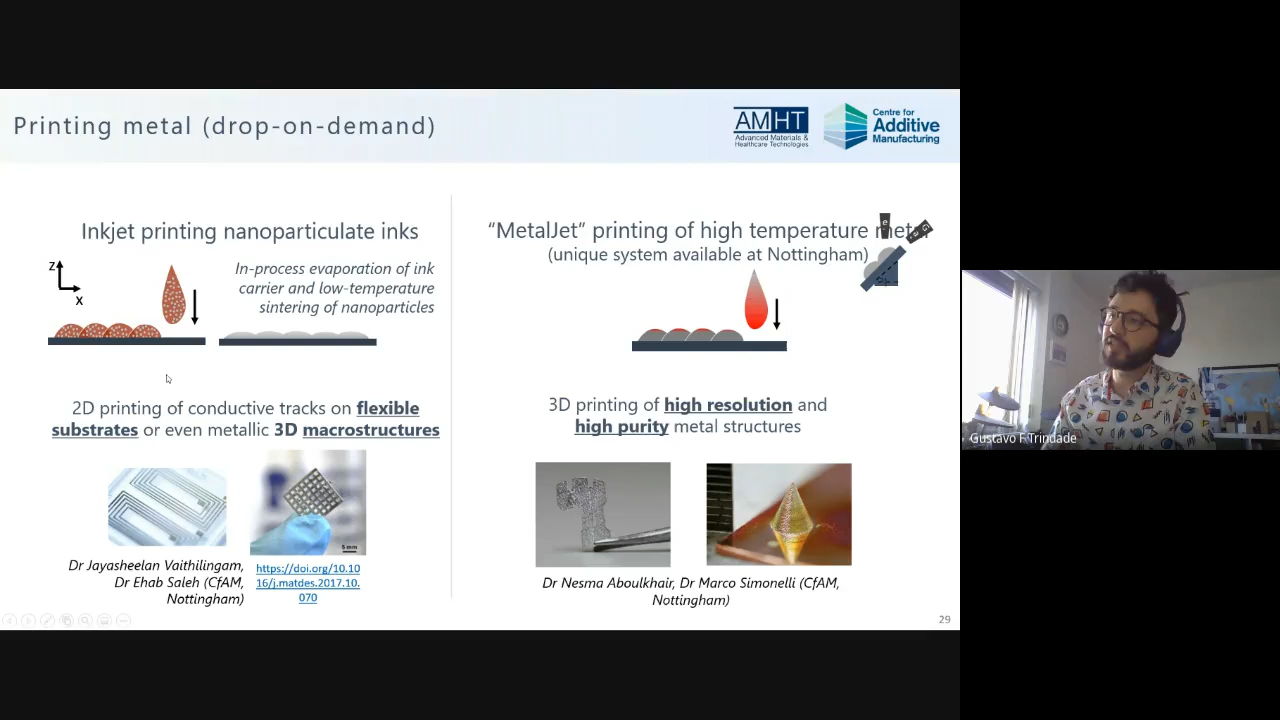 Printing metal (drop-on-demand)
AMHT
Advanced Materials &
Healthcare Technologies
Centre for
Additive
Manufacturing
Inkjet printing nanoparticulate inks
Z
X
In-process evaporation of ink
carrier and low-temperature
sintering of nanoparticles
2D printing of conductive tracks on flexible
substrates or even metallic 3D macrostructures
5 mm
Dr Jayasheelan Vaithilingam,
Dr Ehab Saleh (CfAM,
Nottingham)
https://doi.org/10.10
16/j.matdes.2017.10.
070
“MetalJet” printing of high temperature metal
(unique system available at Nottingham)
3D printing of high resolution and
high purity metal structures
Dr Nesma Aboulkhair, Dr Marco Simonelli (CfAM,
Nottingham)
29
Gustavo F Trindade